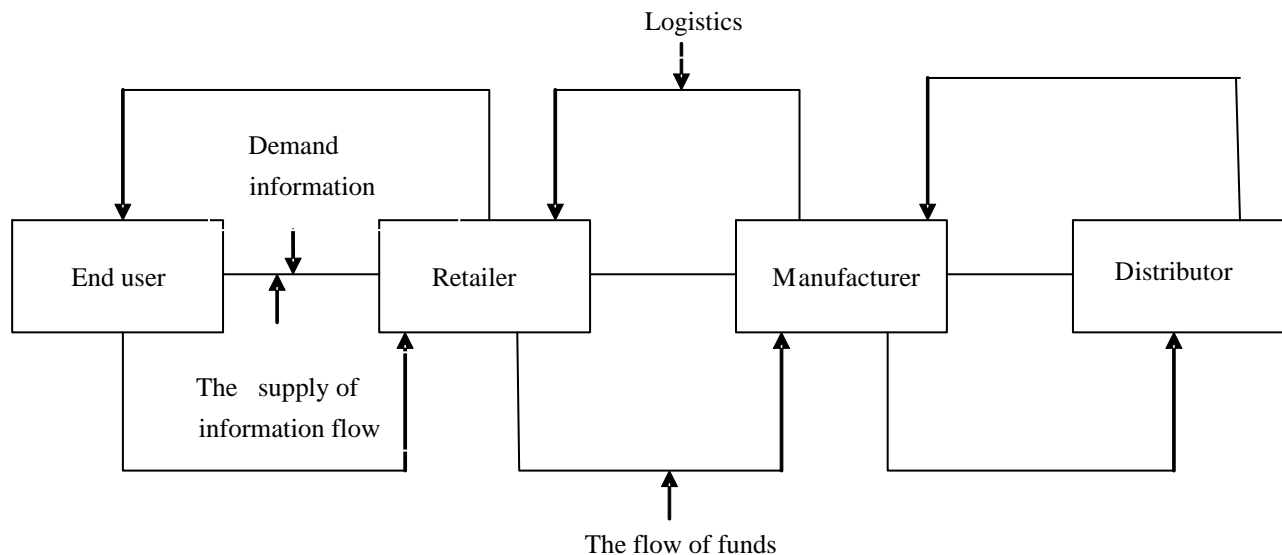 Logistics
Demand
information
End user
Retailer
Manufacturer
Distributor
The supply of
information flow
The flow of funds